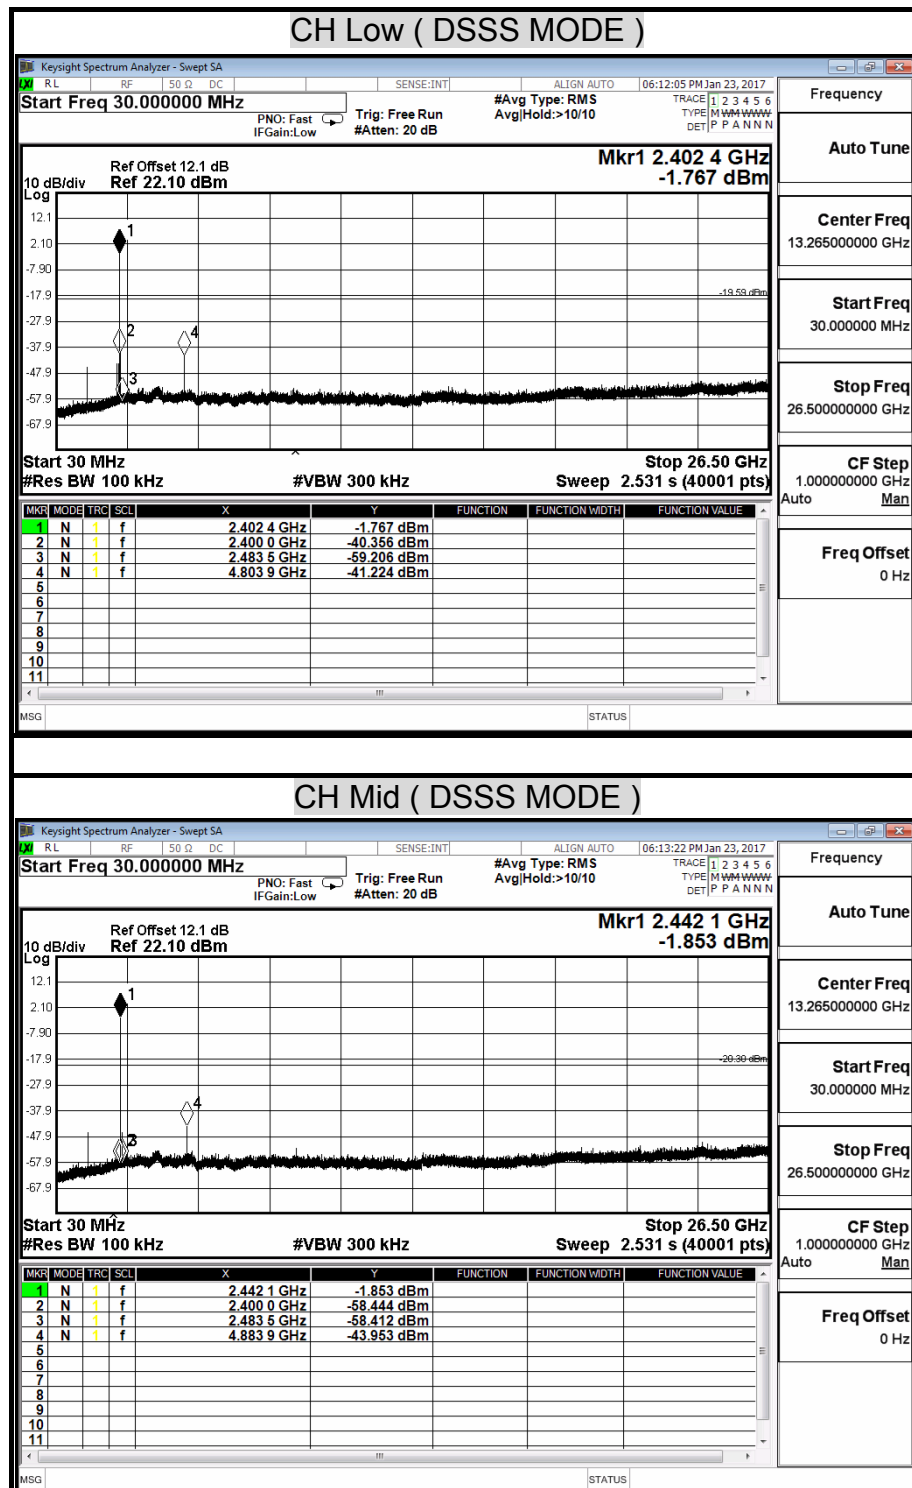 CH Low ( DSSS MODE )
Keysight Spectrum Analyzer - Swept SA
LXI RL RF 50 Ω DC SENSE:INT ALIGN AUTO 06:12:05 PM Jan 23, 2017
Start Freq 30.000000 MHz
PNO: Fast
IFGain:Low
Trig: Free Run
#Atten: 20 dB
#Avg Type: RMS
Avg|Hold:>10/10
TRACE 1 2 3 4 5 6
TYPE M WM WWWW
DET P P A N N N
Frequency
Auto Tune
Center Freq
13.265000000 GHz
Start Freq
30.000000 MHz
Stop Freq
26.500000000 GHz
CF Step
1.000000000 GHz
Auto Man
Freq Offset
0 Hz
Mkr1 2.402 4 GHz
-1.767 dBm
Ref Offset 12.1 dB
10 dB/div Ref 22.10 dBm
Log
12.1
2.10
-7.90
-17.9
-27.9
-37.9
-47.9
-57.9
-67.9
1
2
3
4
-19.59 dBm
Start 30 MHz Stop 26.50 GHz
#Res BW 100 kHz #VBW 300 kHz Sweep 2.531 s (40001 pts)
MKR MODE TRC SCL X Y FUNCTION FUNCTION WIDTH FUNCTION VALUE
1 N 1 f 2.402 4 GHz -1.767 dBm
2 N 1 f 2.400 0 GHz -40.356 dBm
3 N 1 f 2.483 5 GHz -59.206 dBm
4 N 1 f 4.803 9 GHz -41.224 dBm
5
6
7
8
9
10
11
MSG STATUS
CH Mid ( DSSS MODE )
Keysight Spectrum Analyzer - Swept SA
LXI RL RF 50 Ω DC SENSE:INT ALIGN AUTO 06:13:22 PM Jan 23, 2017
Start Freq 30.000000 MHz
PNO: Fast
IFGain:Low
Trig: Free Run
#Atten: 20 dB
#Avg Type: RMS
Avg|Hold:>10/10
TRACE 1 2 3 4 5 6
TYPE M WM WWWW
DET P P A N N N
Frequency
Auto Tune
Center Freq
13.265000000 GHz
Start Freq
30.000000 MHz
Stop Freq
26.500000000 GHz
CF Step
1.000000000 GHz
Auto Man
Freq Offset
0 Hz
Mkr1 2.442 1 GHz
-1.853 dBm
Ref Offset 12.1 dB
10 dB/div Ref 22.10 dBm
Log
12.1
2.10
-7.90
-17.9
-27.9
-37.9
-47.9
-57.9
-67.9
1
2
3
4
-20.30 dBm
Start 30 MHz Stop 26.50 GHz
#Res BW 100 kHz #VBW 300 kHz Sweep 2.531 s (40001 pts)
MKR MODE TRC SCL X Y FUNCTION FUNCTION WIDTH FUNCTION VALUE
1 N 1 f 2.442 1 GHz -1.853 dBm
2 N 1 f 2.400 0 GHz -58.444 dBm
3 N 1 f 2.483 5 GHz -58.412 dBm
4 N 1 f 4.883 9 GHz -43.953 dBm
5
6
7
8
9
10
11
MSG STATUS